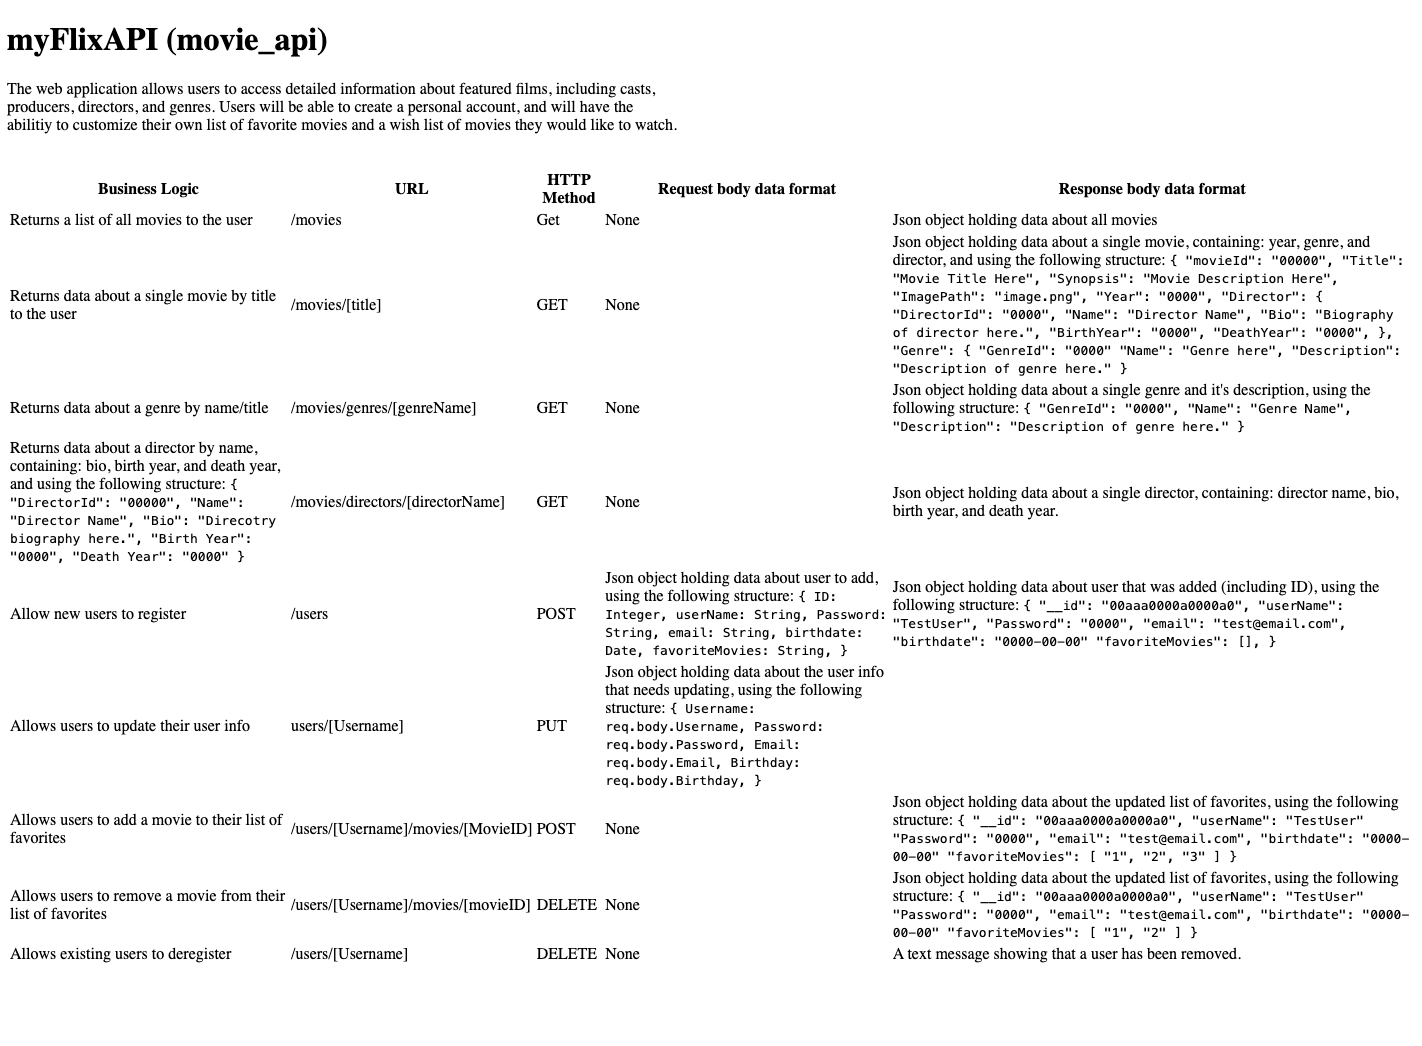 myFlixAPI (movie_api)
The web application allows users to access detailed information about featured films, including casts,
producers, directors, and genres. Users will be able to create a personal account, and will have the
abilitiy to customize their own list of favorite movies and a wish list of movies they would like to watch.
Business Logic
URL
HTTP
Method
Request body data format
Response body data format
Returns a list of all movies to the user
/movies
Get
None
Json object holding data about all movies
Returns data about a single movie by title
to the user
/movies/[title]
GET
None
Json object holding data about a single movie, containing: year, genre, and
director, and using the following structure: { "movieId": "00000", "Title":
"Movie Title Here", "Synopsis": "Movie Description Here",
"ImagePath": "image.png", "Year": "0000", "Director": {
"DirectorId": "0000", "Name": "Director Name", "Bio": "Biography
of director here.", "BirthYear": "0000", "DeathYear": "0000", },
"Genre": { "GenreId": "0000" "Name": "Genre here", "Description":
"Description of genre here." }
Returns data about a genre by name/title
/movies/genres/[genreName]
GET
None
Json object holding data about a single genre and it's description, using the
following structure: { "GenreId": "0000", "Name": "Genre Name",
"Description": "Description of genre here." }
Returns data about a director by name,
containing: bio, birth year, and death year,
and using the following structure: {
"DirectorId": "00000", "Name":
"Director Name", "Bio": "Direcotry
biography here.", "Birth Year":
"0000", "Death Year": "0000" }
/movies/directors/[directorName]
GET
None
Json object holding data about a single director, containing: director name, bio,
birth year, and death year.
Allow new users to register
/users
POST
Json object holding data about user to add,
using the following structure: { ID:
Integer, userName: String, Password:
String, email: String, birthdate:
Date, favoriteMovies: String, }
Json object holding data about user that was added (including ID), using the
following structure: { "__id": "00aaa0000a0000a0", "userName":
"TestUser", "Password": "0000", "email": "test@email.com",
"birthdate": "0000-00-00" "favoriteMovies": [], }
Allows users to update their user info
users/[Username]
PUT
Json object holding data about the user info
that needs updating, using the following
structure: { Username:
req.body.Username, Password:
req.body.Password, Email:
req.body.Email, Birthday:
req.body.Birthday, }
Allows users to add a movie to their list of
favorites
/users/[Username]/movies/[MovieID]
POST
None
Json object holding data about the updated list of favorites, using the following
structure: { "__id": "00aaa0000a0000a0", "userName": "TestUser"
"Password": "0000", "email": "test@email.com", "birthdate": "0000-
00-00" "favoriteMovies": [ "1", "2", "3" ] }
Allows users to remove a movie from their
list of favorites
/users/[Username]/movies/[movieID]
DELETE
None
Json object holding data about the updated list of favorites, using the following
structure: { "__id": "00aaa0000a0000a0", "userName": "TestUser"
"Password": "0000", "email": "test@email.com", "birthdate": "0000-
00-00" "favoriteMovies": [ "1", "2" ] }
Allows existing users to deregister
/users/[Username]
DELETE
None
A text message showing that a user has been removed.